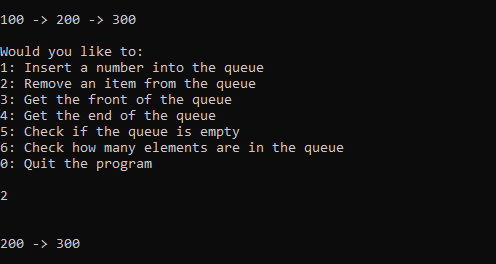 100 -> 200 -> 300
Would you like to:
1: Insert a number into the queue
2: Remove an item from the queue
3: Get the front of the queue
4: Get the end of the queue
5: Check if the queue is empty
6: Check how many elements are in the queue
0: Quit the program
2
200 -> 300